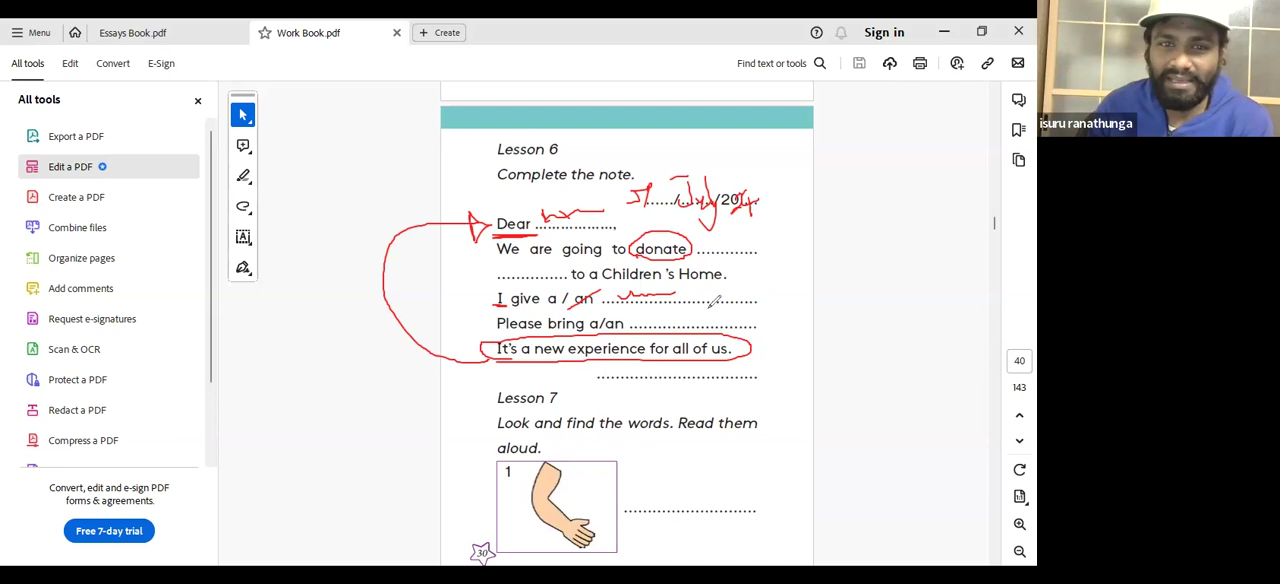 Menu
Essays Book.pdf
Work Book.pdf
Create
Sign in
All tools
Edit
Convert
E-Sign
Find text or tools
All tools
Export a PDF
Edit a PDF
Create a PDF
Combine files
Organize pages
Add comments
Request e-signatures
Scan & OCR
Protect a PDF
Redact a PDF
Compress a PDF
Convert, edit and e-sign PDF
forms & agreements.
Free 7-day trial
Lesson 6
Complete the note.
....../ July /2024
Dear ..................,
We are going to donate ..............
................ to a Children 's Home.
I give a / an ....................................
Please bring a/an .............................
It's a new experience for all of us.
....................................
Lesson 7
Look and find the words. Read them
aloud.
1
..............................
30
40
143
isuru ranathunga